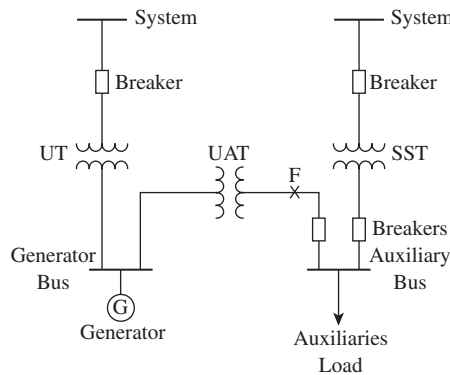 System
System
Breaker
Breaker
UT
UAT
SST
F
Generator
Bus
Breakers
Auxiliary
Bus
G
Generator
Auxiliaries
Load